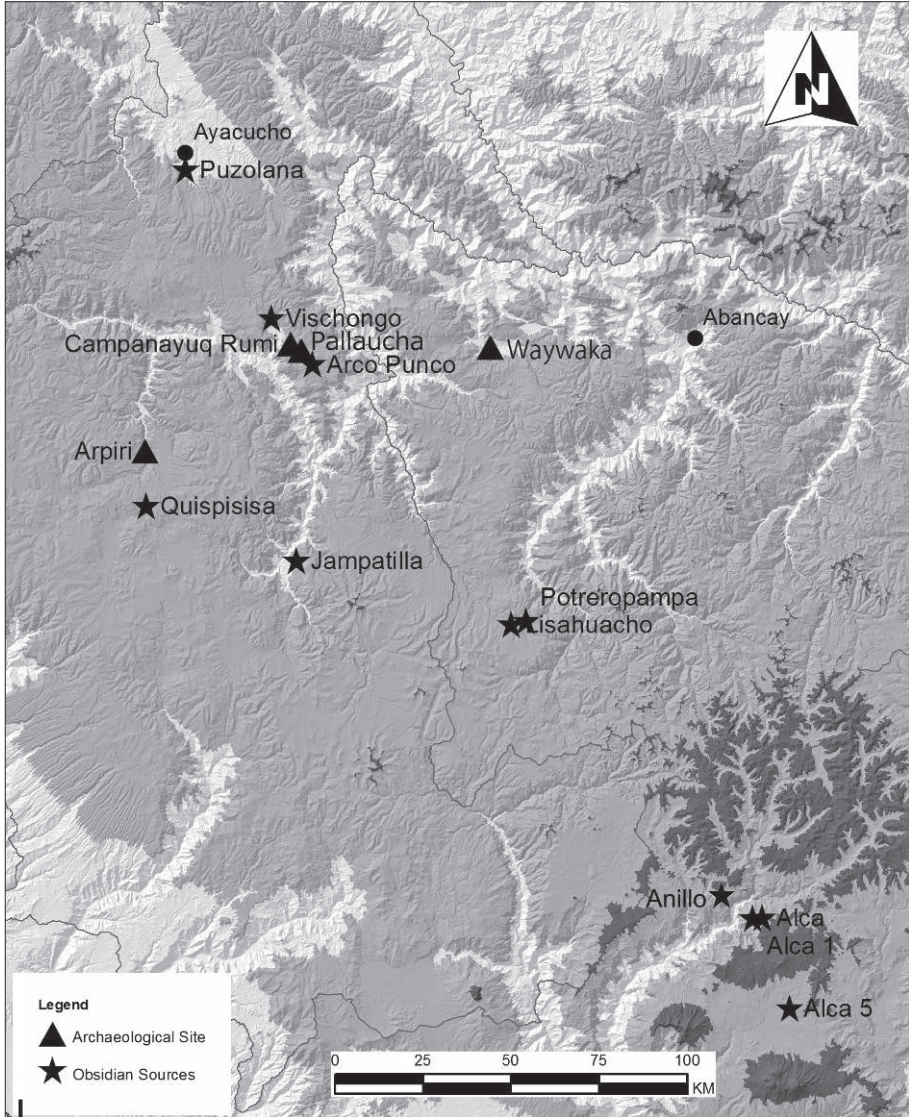 N
Ayacucho
Puzolana
Vischongo
Abancay
Campanayuq Rumi
Pallaucha
Waywaka
Arco Punco
Arpiri
Quispisisa
Jampatilla
Potreropampa
Lisahuacho
Anillo
Alca
Alca 1
Alca 5
Legend
Archaeological Site
Obsidian Sources
0 25 50 75 100
KM